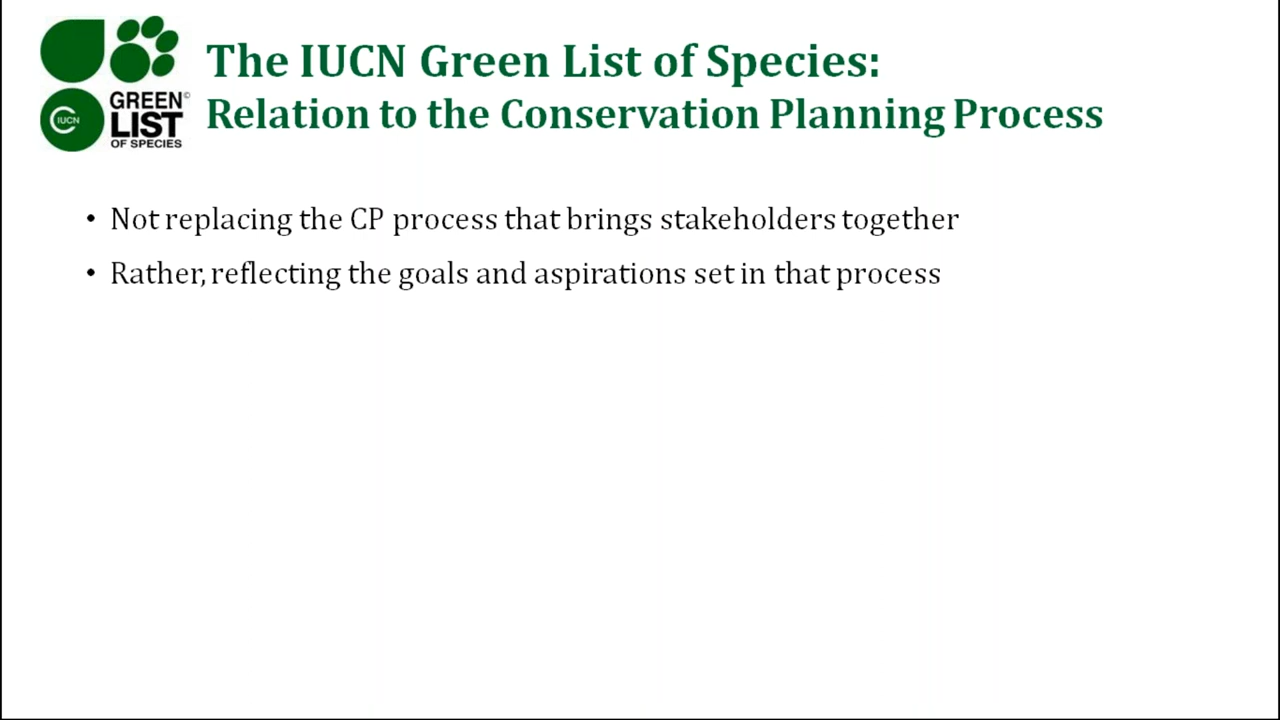 The IUCN Green List of Species:
Relation to the Conservation Planning Process
IUCN
GREEN©
LIST
OF SPECIES
• Not replacing the CP process that brings stakeholders together
• Rather, reflecting the goals and aspirations set in that process